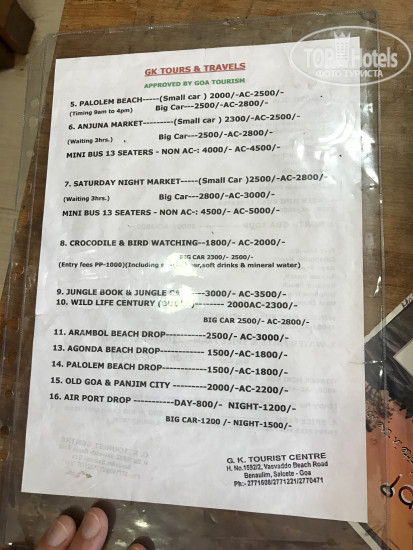 TopHotels
ФОТО ТУРИСТА
GK TOURS & TRAVELS
APPROVED BY GOA TOURISM
5. PALOLEM BEACH-----(Small car ) 2000/-AC-2500/-
(Timing 9am to 4pm) Big Car---2500/-AC-2800/-
6. ANJUNA MARKET---------(Small car ) 2300/-AC-2500/-
(Waiting 3hrs.) Big Car---2500/-AC-2800/-
MINI BUS 13 SEATERS - NON AC-: 4000/- AC-4500/-
7. SATURDAY NIGHT MARKET-----(Small Car )2500/-AC-2800/-
(Waiting 3hrs.) Big Car---2800/-AC-3000/-
MINI BUS 13 SEATERS - NON AC-: 4500/- AC-5000/-
8. CROCODILE & BIRD WATCHING--1800/- AC-2000/-
BIG CAR 2300/- 2500/-
(Entry fees PP-1000)(Including soft drinks & mineral water)
9. JUNGLE BOOK & JUNGLE 3000/-AC-3500/-
10. WILD LIFE CENTURY 2000AC-2300/-
BIG CAR 2500/- AC-2800/-
11. ARAMBOL BEACH DROP------------2500/- AC-3000/-
13. AGONDA BEACH DROP------------ 1500/-AC-1800/-
14. PALOLEM BEACH DROP-----------1500/-AC-1800/-
15. OLD GOA & PANJIM CITY ----------2000/-AC-2200/-
16. AIR PORT DROP ------------DAY-800/- NIGHT-1200/-
BIG CAR-1200 /- NIGHT-1500/-
G. K. TOURIST CENTRE
H. No.1592/2, Vasvaddo Beach Road
Benaulim, Salcete - Goa
Ph:- 2771608/2771221/2770471